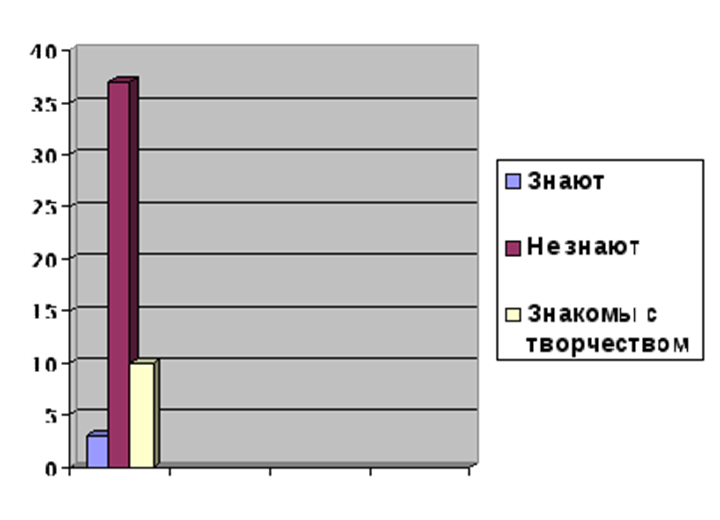 40
35
30
25
20
15
10
5
0
Знают
Не знают
Знакомы с
творчеством